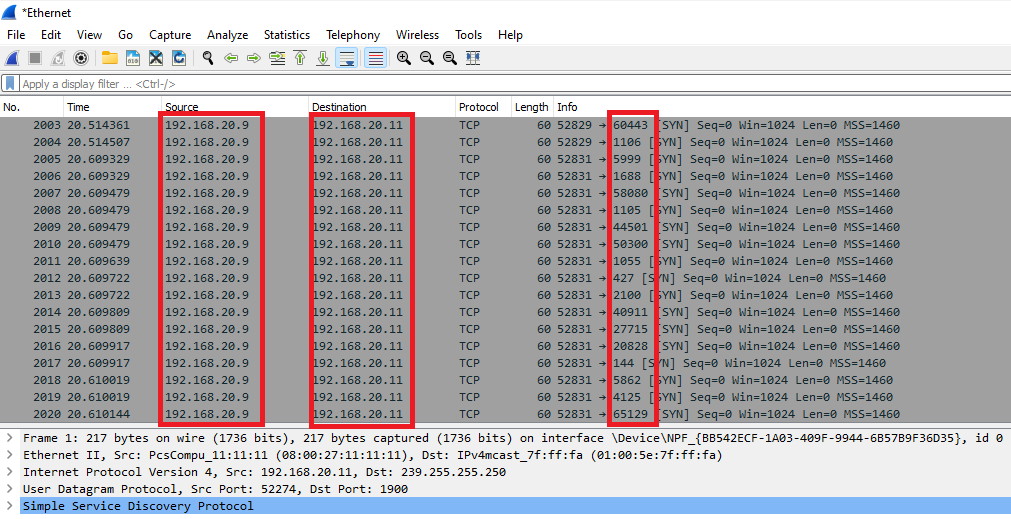 *Ethernet
File Edit View Go Capture Analyze Statistics Telephony Wireless Tools Help
Apply a display filter ... <Ctrl-/>
No. Time Source Destination Protocol Length Info
2003 20.514361 192.168.20.9 192.168.20.11 TCP 60 52829 → 60443 [SYN] Seq=0 Win=1024 Len=0 MSS=1460
2004 20.514507 192.168.20.9 192.168.20.11 TCP 60 52829 → 1106 [SYN] Seq=0 Win=1024 Len=0 MSS=1460
2005 20.609329 192.168.20.9 192.168.20.11 TCP 60 52831 → 5999 [SYN] Seq=0 Win=1024 Len=0 MSS=1460
2006 20.609329 192.168.20.9 192.168.20.11 TCP 60 52831 → 1688 [SYN] Seq=0 Win=1024 Len=0 MSS=1460
2007 20.609479 192.168.20.9 192.168.20.11 TCP 60 52831 → 58080 [SYN] Seq=0 Win=1024 Len=0 MSS=1460
2008 20.609479 192.168.20.9 192.168.20.11 TCP 60 52831 → 1105 [SYN] Seq=0 Win=1024 Len=0 MSS=1460
2009 20.609479 192.168.20.9 192.168.20.11 TCP 60 52831 → 44501 [SYN] Seq=0 Win=1024 Len=0 MSS=1460
2010 20.609479 192.168.20.9 192.168.20.11 TCP 60 52831 → 50300 [SYN] Seq=0 Win=1024 Len=0 MSS=1460
2011 20.609639 192.168.20.9 192.168.20.11 TCP 60 52831 → 1055 [SYN] Seq=0 Win=1024 Len=0 MSS=1460
2012 20.609722 192.168.20.9 192.168.20.11 TCP 60 52831 → 427 [SYN] Seq=0 Win=1024 Len=0 MSS=1460
2013 20.609722 192.168.20.9 192.168.20.11 TCP 60 52831 → 2100 [SYN] Seq=0 Win=1024 Len=0 MSS=1460
2014 20.609809 192.168.20.9 192.168.20.11 TCP 60 52831 → 40911 [SYN] Seq=0 Win=1024 Len=0 MSS=1460
2015 20.609809 192.168.20.9 192.168.20.11 TCP 60 52831 → 27715 [SYN] Seq=0 Win=1024 Len=0 MSS=1460
2016 20.609917 192.168.20.9 192.168.20.11 TCP 60 52831 → 20828 [SYN] Seq=0 Win=1024 Len=0 MSS=1460
2017 20.609917 192.168.20.9 192.168.20.11 TCP 60 52831 → 144 [SYN] Seq=0 Win=1024 Len=0 MSS=1460
2018 20.610019 192.168.20.9 192.168.20.11 TCP 60 52831 → 5862 [SYN] Seq=0 Win=1024 Len=0 MSS=1460
2019 20.610019 192.168.20.9 192.168.20.11 TCP 60 52831 → 4125 [SYN] Seq=0 Win=1024 Len=0 MSS=1460
2020 20.610144 192.168.20.9 192.168.20.11 TCP 60 52831 → 65129 [SYN] Seq=0 Win=1024 Len=0 MSS=1460
Frame 1: 217 bytes on wire (1736 bits), 217 bytes captured (1736 bits) on interface \Device\NPF_{BB542ECF-1A03-409F-9944-6B57B9F36D35}, id 0
Ethernet II, Src: PcsCompu_11:11:11 (08:00:27:11:11:11), Dst: IPv4mcast_7f:ff:fa (01:00:5e:7f:ff:fa)
Internet Protocol Version 4, Src: 192.168.20.11, Dst: 239.255.255.250
User Datagram Protocol, Src Port: 52274, Dst Port: 1900
Simple Service Discovery Protocol